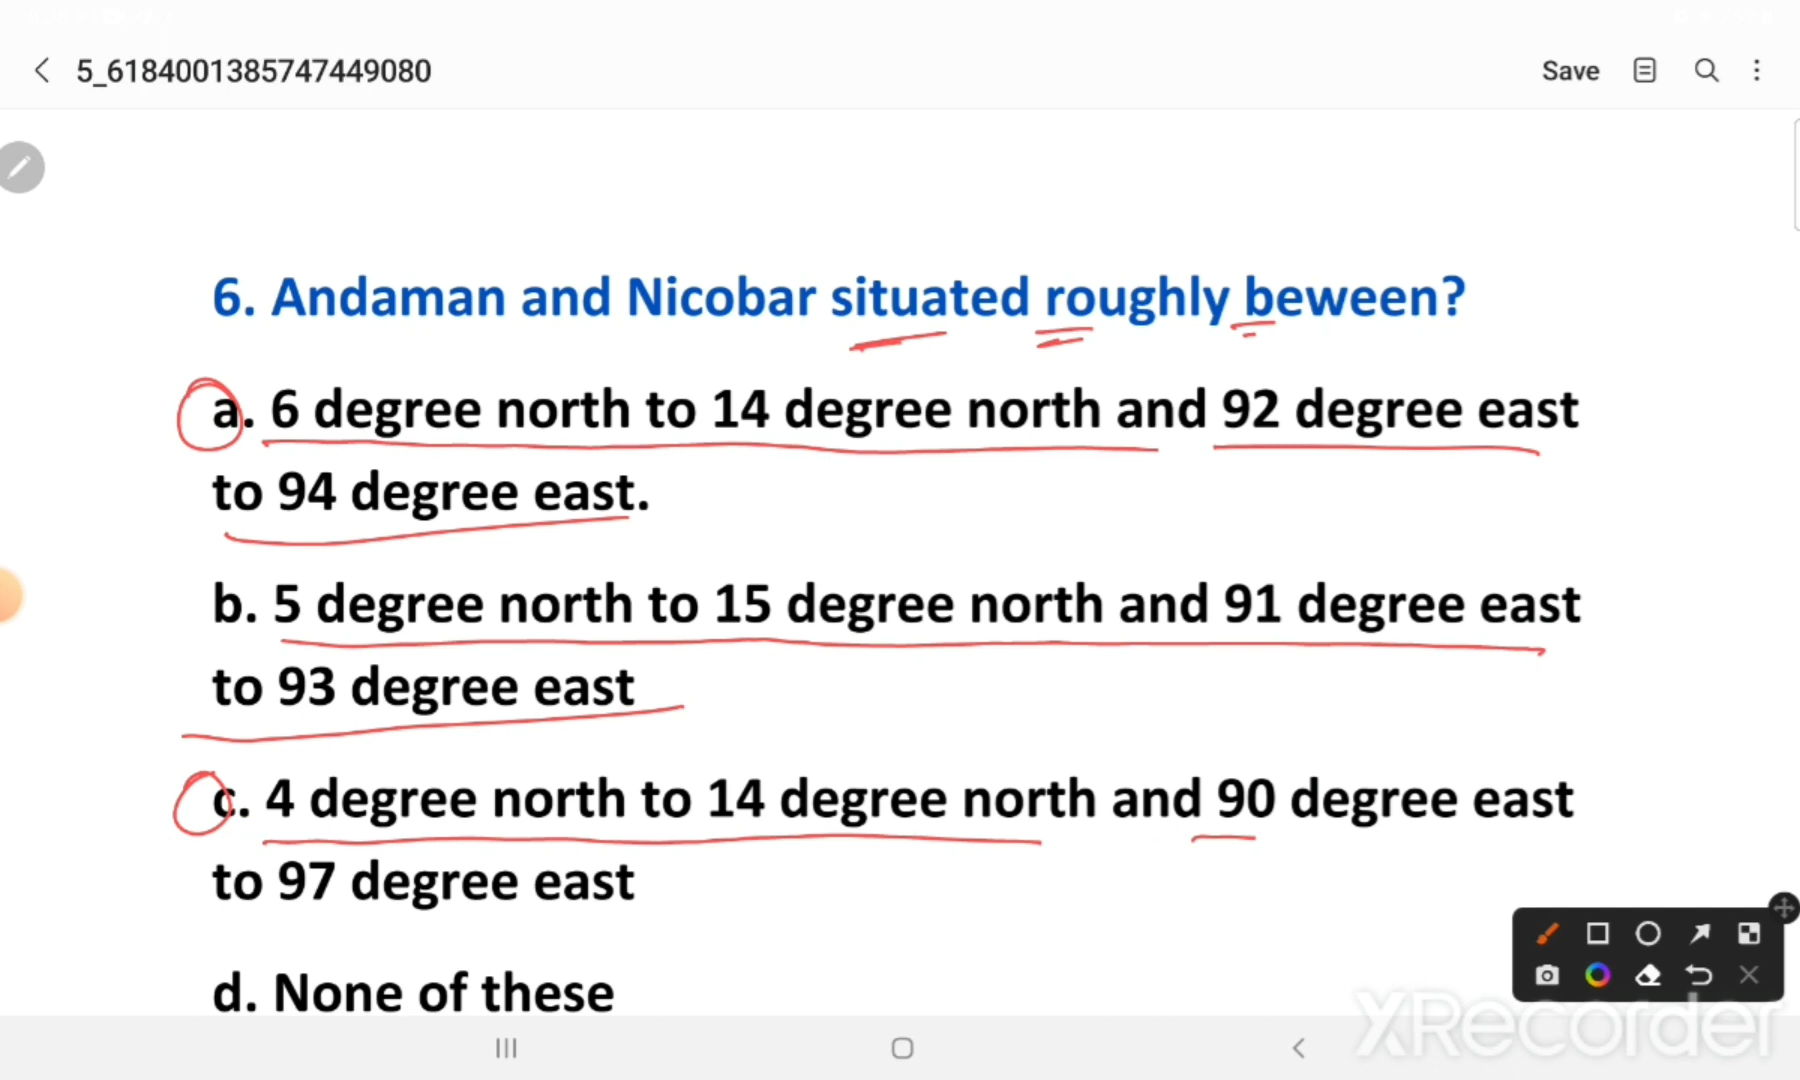 5_6184001385747449080
Save
6. Andaman and Nicobar situated roughly beween?
a. 6 degree north to 14 degree north and 92 degree east
to 94 degree east.
b. 5 degree north to 15 degree north and 91 degree east
to 93 degree east
c. 4 degree north to 14 degree north and 90 degree east
to 97 degree east
d. None of these
XRecorder